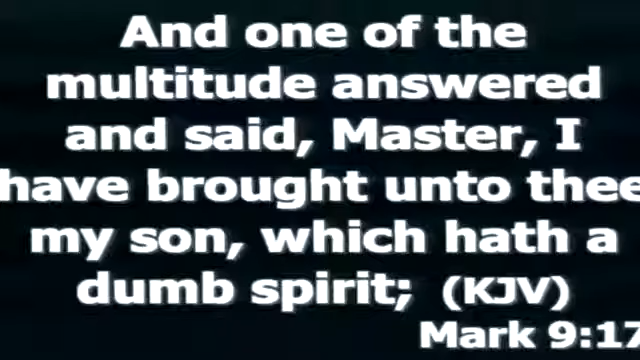 And one of the
multitude answered
and said, Master, I
have brought unto thee
my son, which hath a
dumb spirit; (KJV)
Mark 9:17